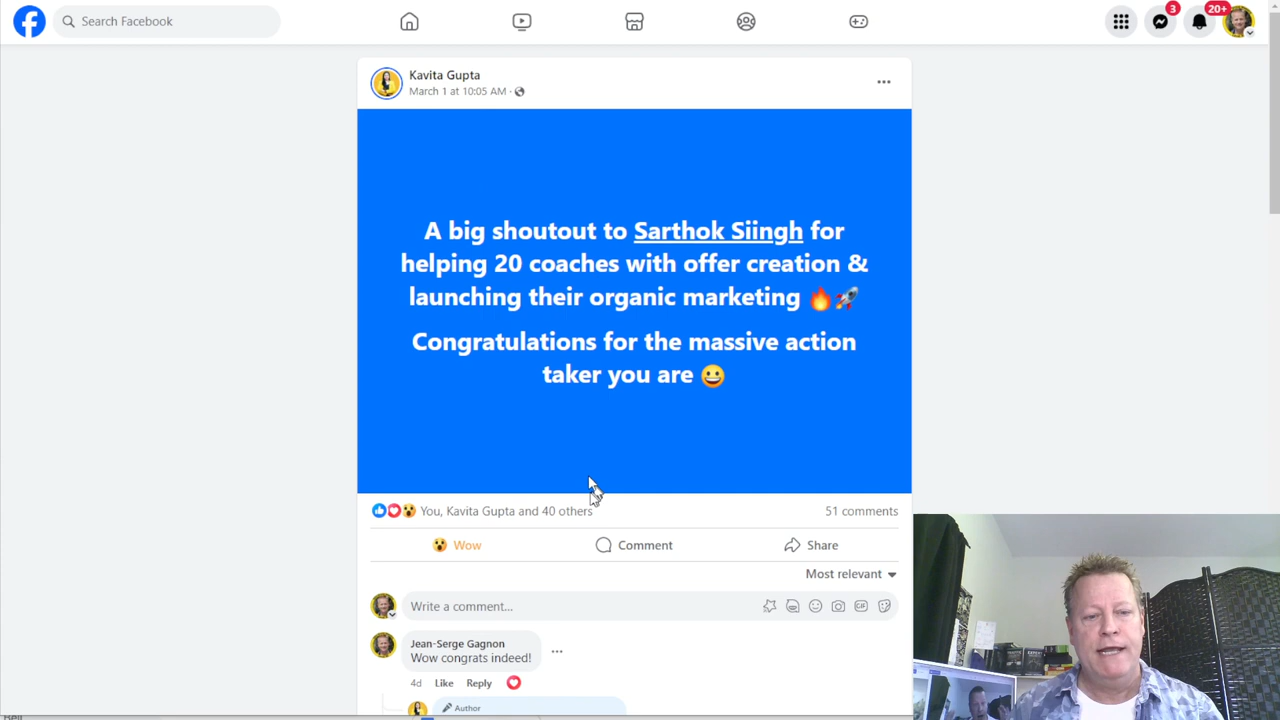 Search Facebook
3
20+
Kavita Gupta
March 1 at 10:05 AM ·
A big shoutout to Sarthok Siingh for
helping 20 coaches with offer creation &
launching their organic marketing 🔥🚀
Congratulations for the massive action
taker you are 😀
You, Kavita Gupta and 40 others
51 comments
Wow
Comment
Share
Most relevant
Write a comment...
GIF
Jean-Serge Gagnon
Wow congrats indeed!
4d Like Reply
Author